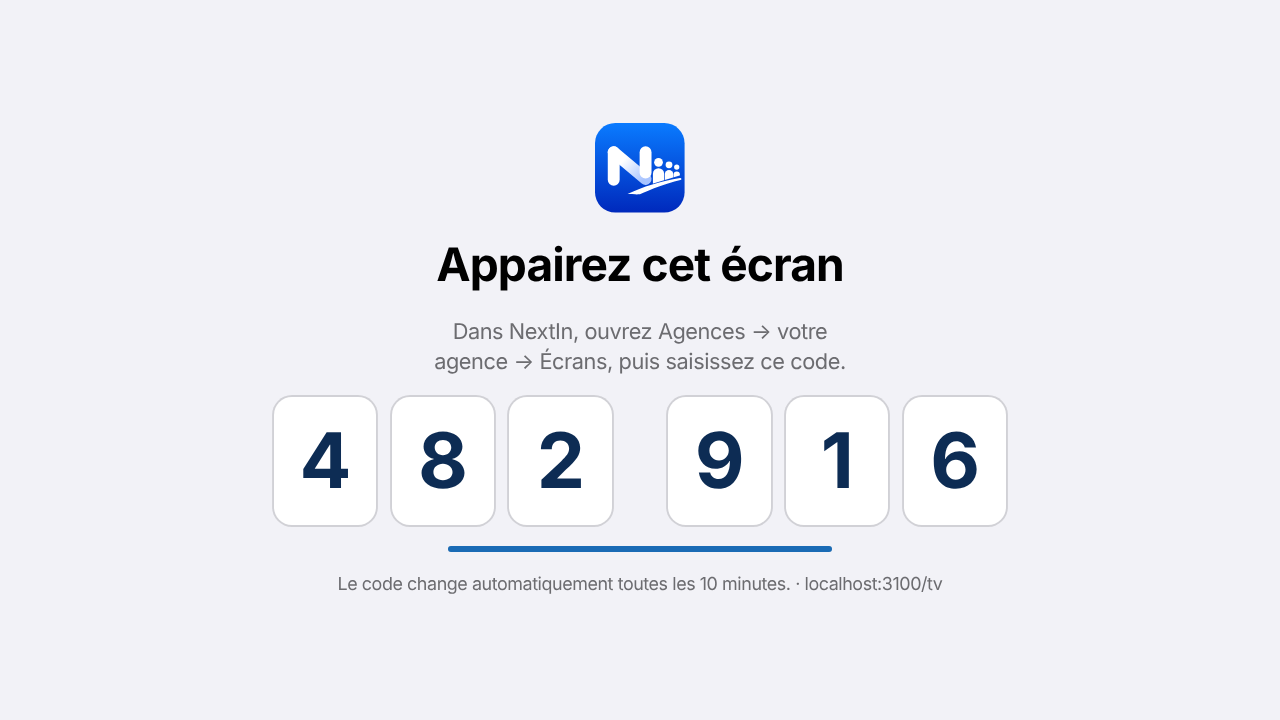 N
Appairez cet écran
Dans NextIn, ouvrez Agences → votre
agence → Écrans, puis saisissez ce code.
4 8 2 9 1 6
Le code change automatiquement toutes les 10 minutes. · localhost:3100/tv